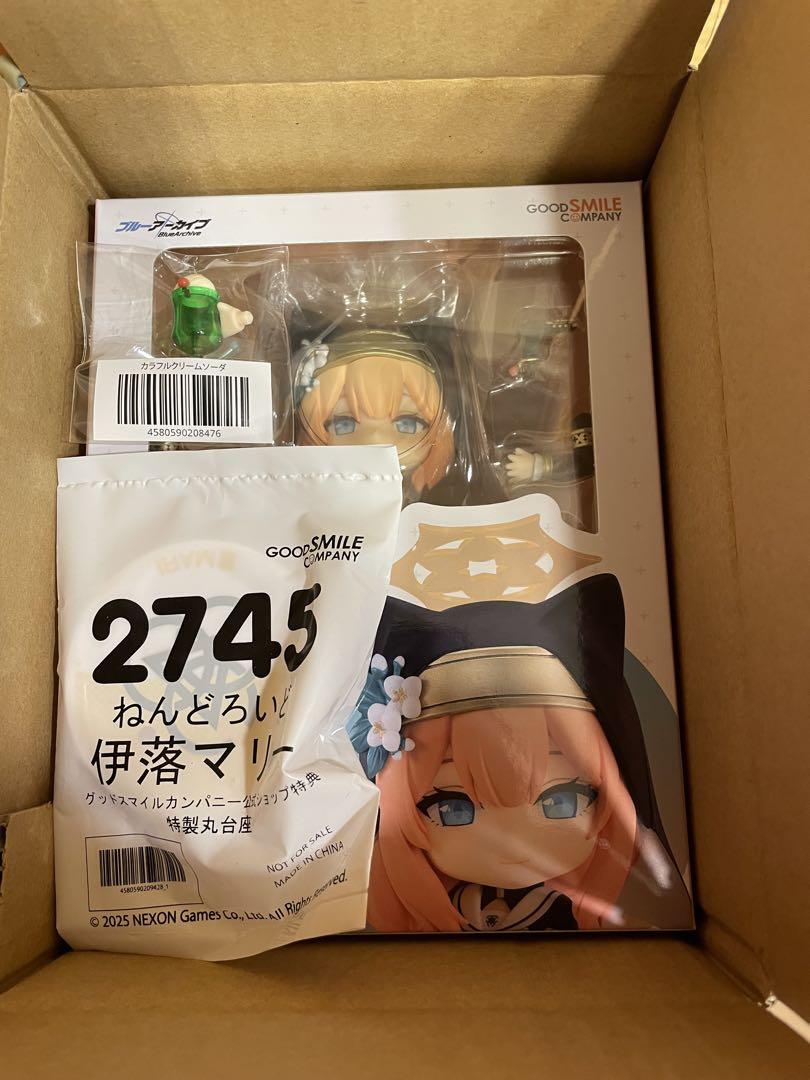 ブルーアーカイブ
BlueArchive
GOOD SMILE
COMPANY
カラフルクリームソーダ
4580590208476
GOOD SMILE
COMPANY
2745
ねんどろいど
伊落マリー
グッドスマイルカンパニー公式ショップ特典
特製丸台座
NOT FOR SALE
MADE IN CHINA
4580590209428_1
© 2025 NEXON Games Co., Ltd. All Rights Reserved.
MARI